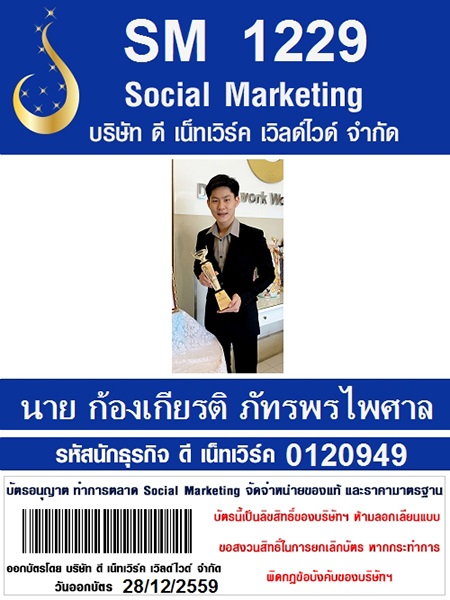 SM 1229
Social Marketing
บริษัท ดี เน็ทเวิร์ค เวิลด์ไวด์ จำกัด
D
work Wo
นาย ก้องเกียรติ ภัทรพรไพศาล
รหัสนักธุรกิจ ดี เน็ทเวิร์ค 0120949
บัตรอนุญาต ทำการตลาด Social Marketing จัดจำหน่ายของแท้ และราคามาตรฐาน
บัตรนี้เป็นลิขสิทธิ์ของบริษัทฯ ห้ามลอกเลียนแบบ
ขอสงวนสิทธิ์ในการยกเลิกบัตร หากกระทำการ
ผิดกฎข้อบังคับของบริษัทฯ
ออกบัตรโดย บริษัท ดี เน็ทเวิร์ค เวิลด์ไวด์ จำกัด
วันออกบัตร 28/12/2559